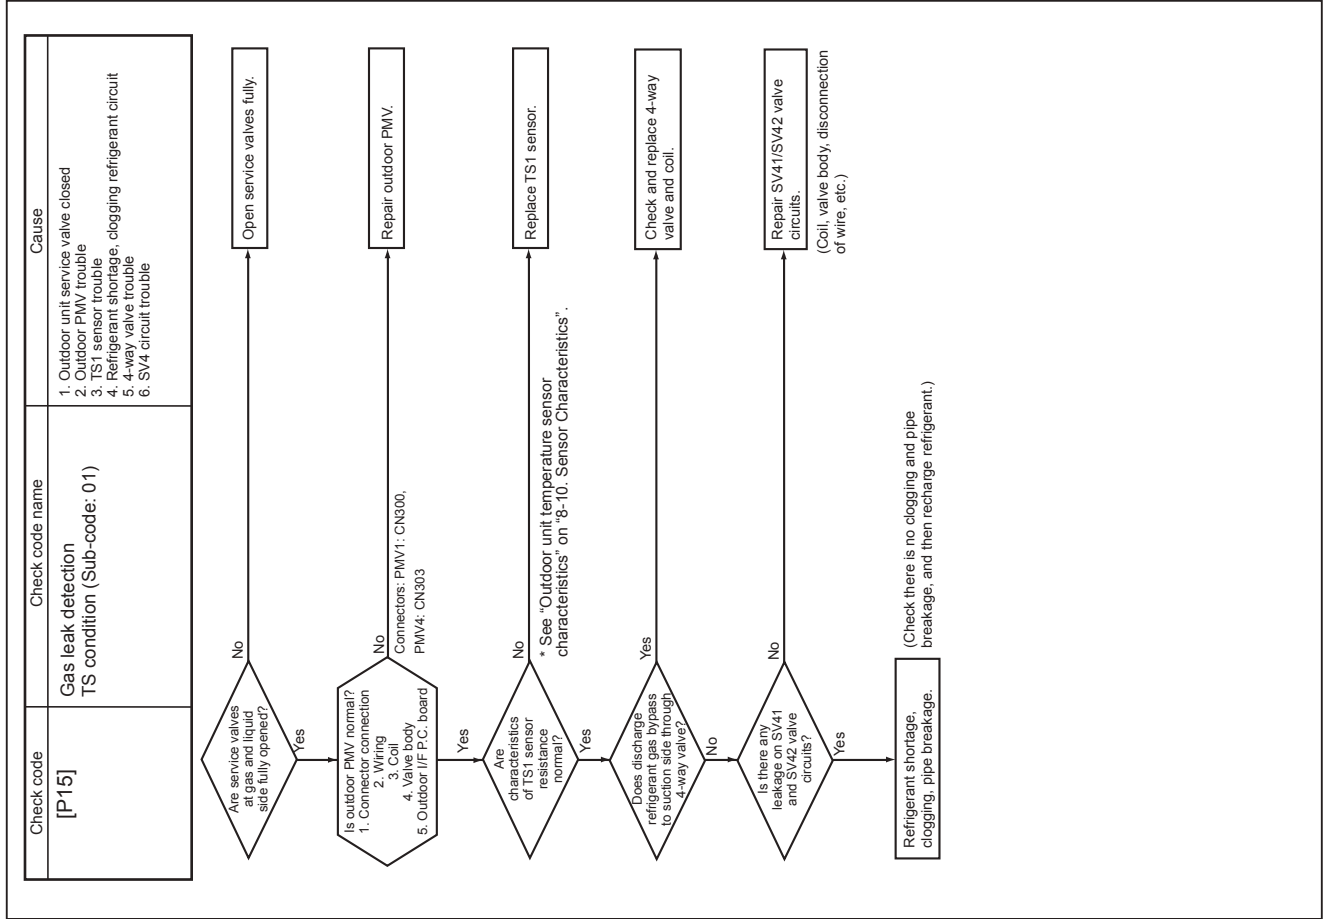 Check code
Check code name
Cause
[P15]
Gas leak detection
TS condition (Sub-code: 01)
1. Outdoor unit service valve closed
2. Outdoor PMV trouble
3. TS1 sensor trouble
4. Refrigerant shortage, clogging refrigerant circuit
5. 4-way valve trouble
6. SV4 circuit trouble
Are service valves
at gas and liquid
side fully opened?
No
Open service valves fully.
Yes
Is outdoor PMV normal?
1. Connector connection
2. Wiring
3. Coil
4. Valve body
5. Outdoor I/F P.C. board
No
Connectors: PMV1: CN300,
PMV4: CN303
Repair outdoor PMV.
Yes
Are
characteristics
of TS1 sensor
resistance
normal?
No
* See “Outdoor unit temperature sensor
characteristics” on “8-10. Sensor Characteristics”.
Replace TS1 sensor.
Yes
Does discharge
refrigerant gas bypass
to suction side through
4-way valve?
Yes
Check and replace 4-way
valve and coil.
No
Is there any
leakage on SV41
and SV42 valve
circuits?
No
Repair SV41/SV42 valve
circuits.
(Coil, valve body, disconnection
of wire, etc.)
Yes
Refrigerant shortage,
clogging, pipe breakage.
(Check there is no clogging and pipe
breakage, and then recharge refrigerant.)